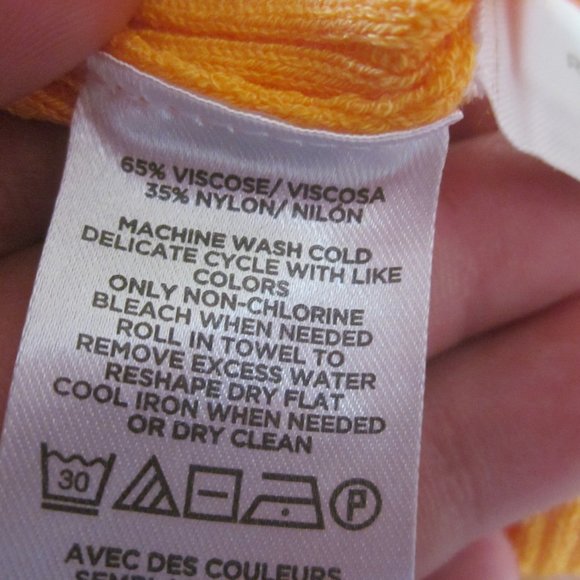 65% VISCOSE/ VISCOSA
35% NYLON/ NILÓN
MACHINE WASH COLD
DELICATE CYCLE WITH LIKE
COLORS
ONLY NON-CHLORINE
BLEACH WHEN NEEDED
ROLL IN TOWEL TO
REMOVE EXCESS WATER
RESHAPE DRY FLAT
COOL IRON WHEN NEEDED
OR DRY CLEAN
30 P
AVEC DES COULEURS